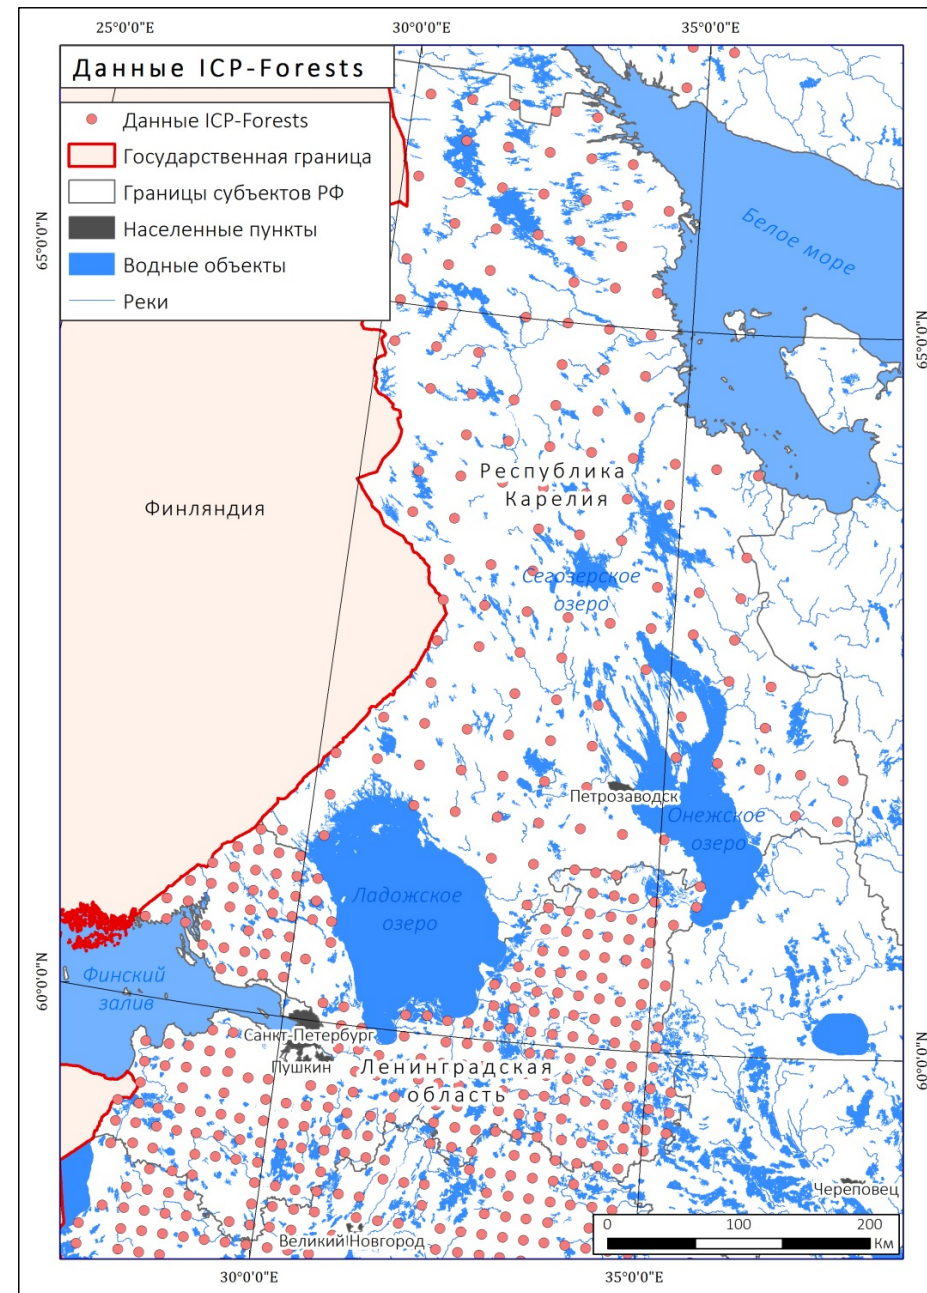 25°0'0"E
30°0'0"E
35°0'0"E
Данные ICP-Forests
Данные ICP-Forests
Государственная граница
Границы субъектов РФ
Населенные пункты
Водные объекты
Реки
65°0'0"N
Белое море
65°0'0"N
Республика
Карелия
Финляндия
Сегозерское
озеро
Петрозаводск
Онежское
озеро
Ладожское
озеро
Финский
залив
60°0'0"N
Санкт-Петербург
Пушкин
Ленинградская
область
60°0'0"N
Череповец
Великий Новгород
0
100
200
Км
30°0'0"E
35°0'0"E